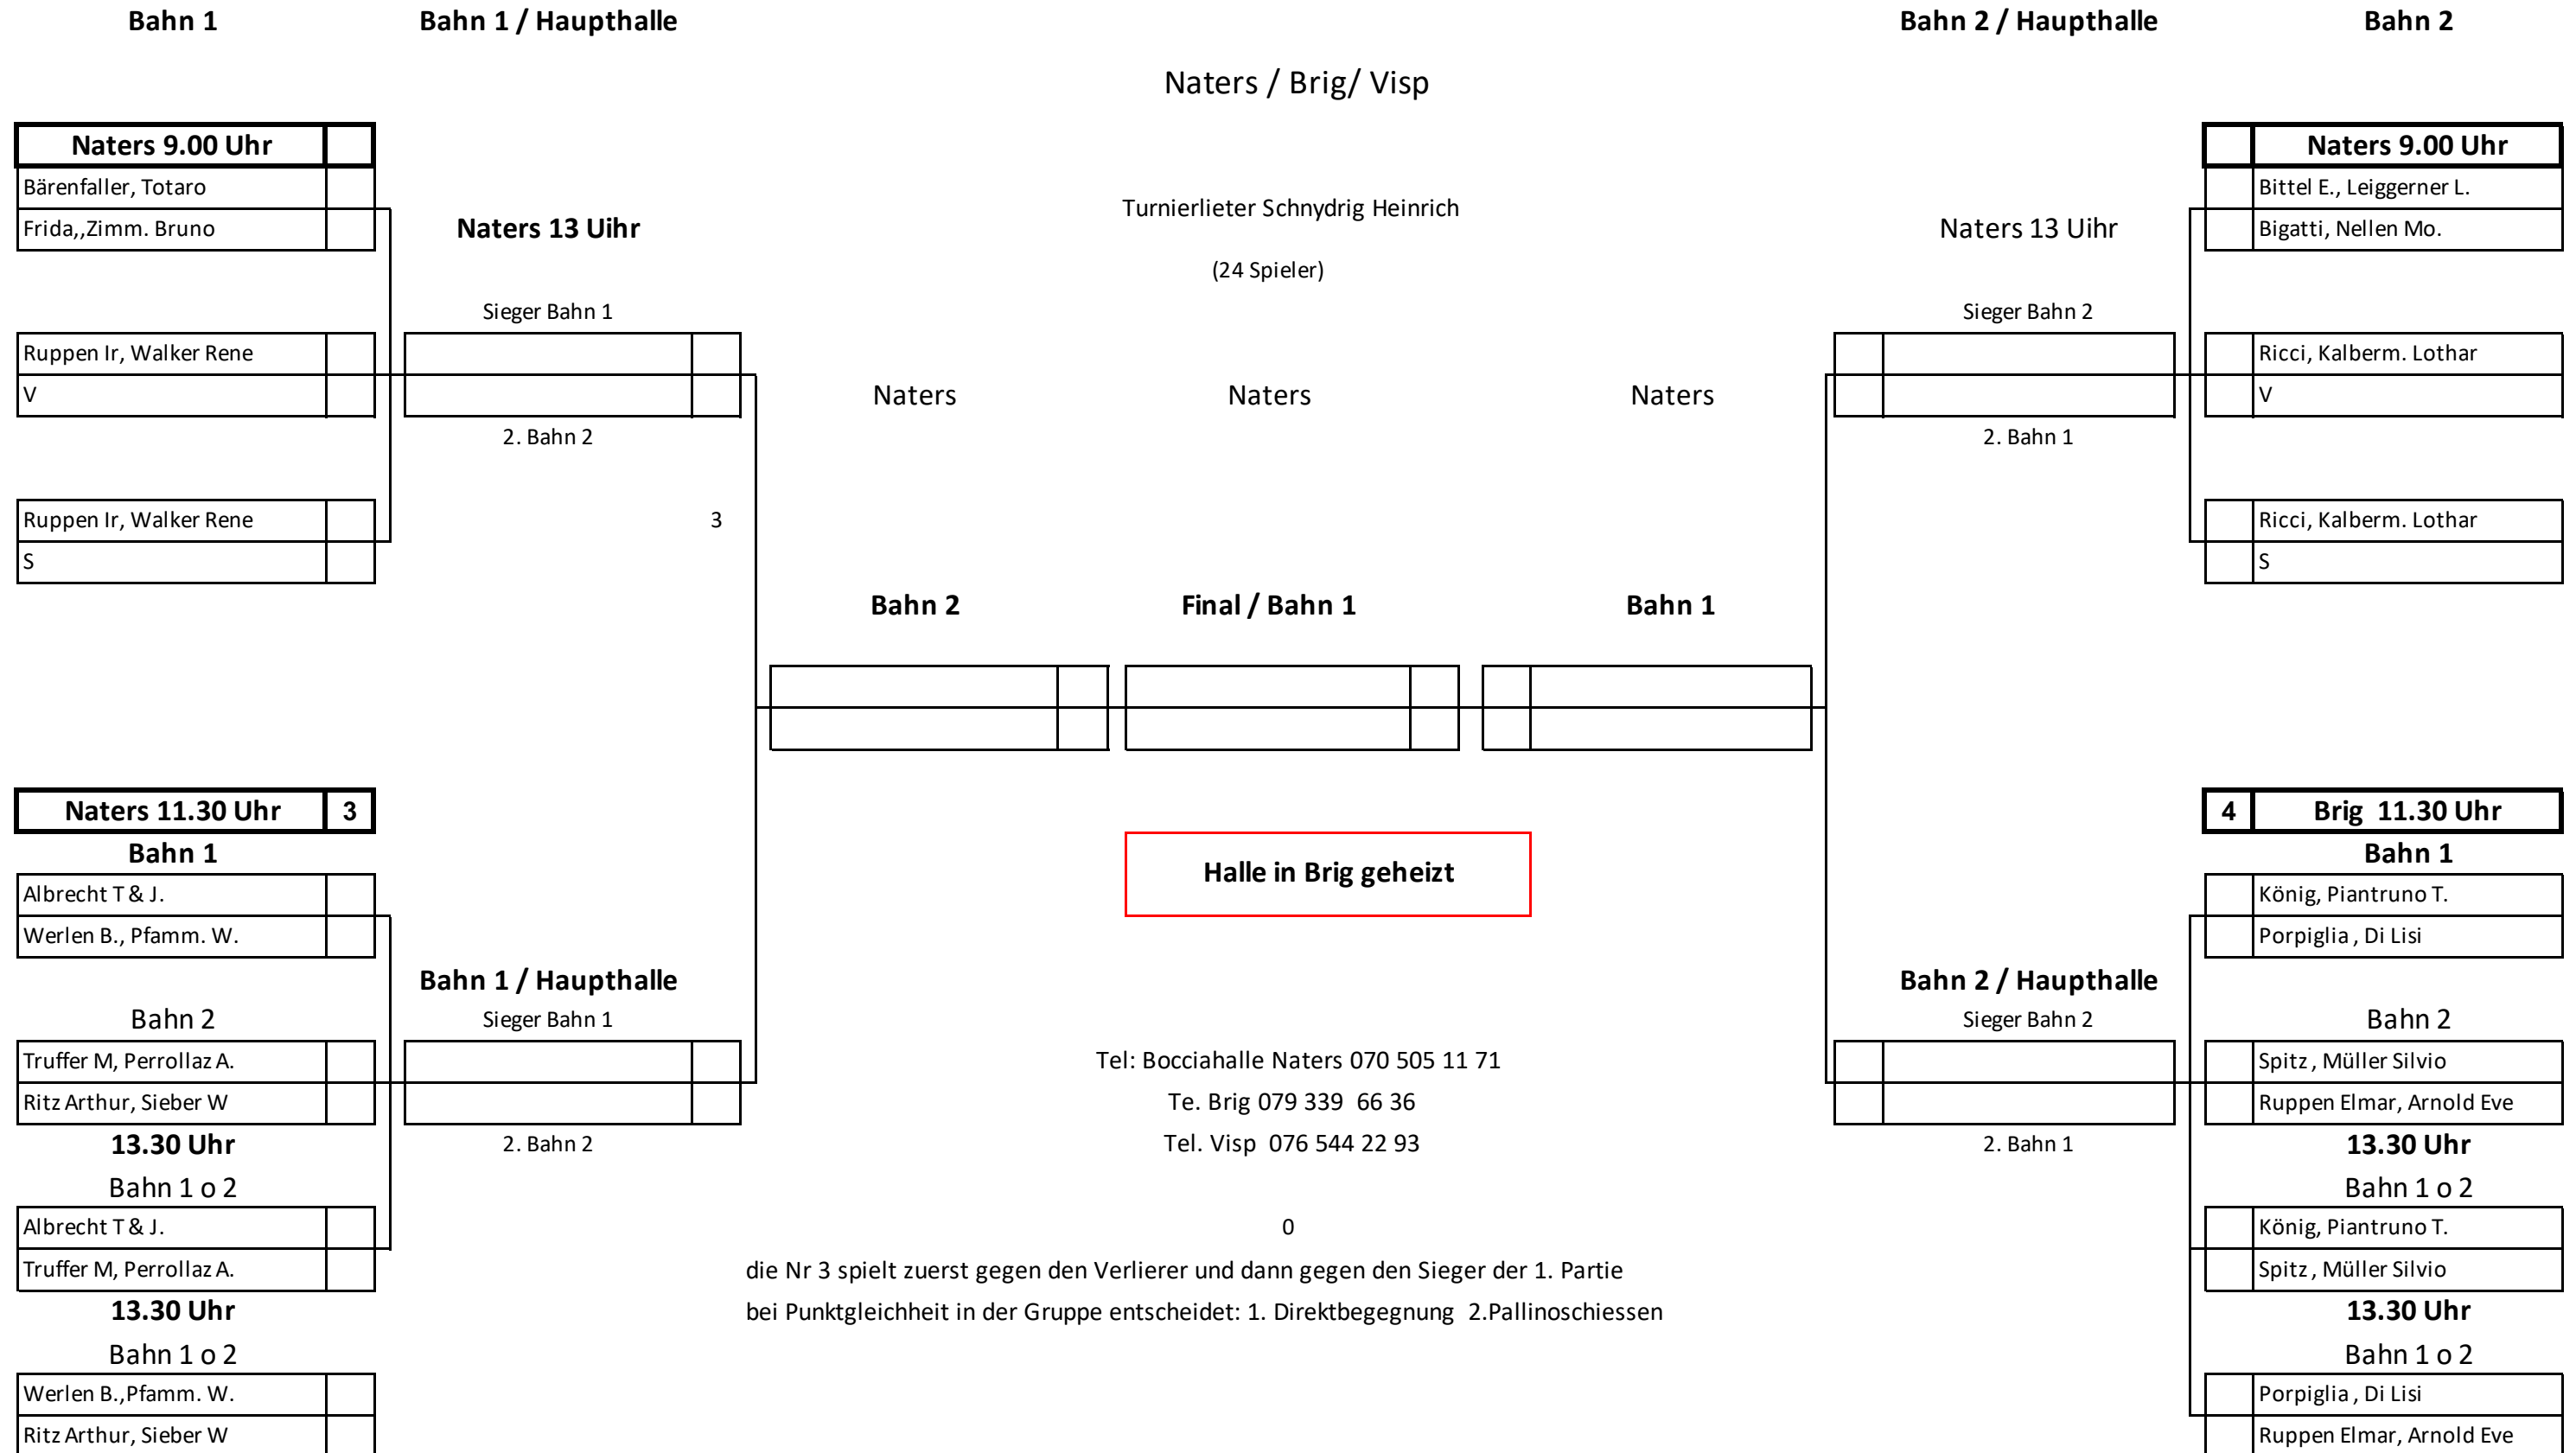 Bahn 1 Bahn 1 / Haupthalle Bahn 2 / Haupthalle Bahn 2
Naters / Brig/ Visp
Naters 9.00 Uhr Naters 9.00 Uhr
Bärenfaller, Totaro Bittel E., Leiggerner L.
Turnierlieter Schnydrig Heinrich
Frida,,Zimm. Bruno Naters 13 Uihr Naters 13 Uihr Bigatti, Nellen Mo.
(24 Spieler)
Sieger Bahn 1 Sieger Bahn 2
Ruppen Ir, Walker Rene Ricci, Kalberm. Lothar
V Naters Naters Naters V
2. Bahn 2 2. Bahn 1
Ruppen Ir, Walker Rene 3 Ricci, Kalberm. Lothar
S S
Bahn 2 Final / Bahn 1 Bahn 1
Naters 11.30 Uhr 3 4 Brig 11.30 Uhr
Bahn 1 Bahn 1
Halle in Brig geheizt
Albrecht T & J. König, Piantruno T.
Werlen B., Pfamm. W. Porpiglia , Di Lisi
Bahn 1 / Haupthalle Bahn 2 / Haupthalle
Bahn 2 Sieger Bahn 1 Sieger Bahn 2 Bahn 2
Truffer M, Perrollaz A. Tel: Bocciahalle Naters 070 505 11 71 Spitz , Müller Silvio
Ritz Arthur, Sieber W Te. Brig 079 339 66 36 Ruppen Elmar, Arnold Eve
13.30 Uhr 2. Bahn 2 Tel. Visp 076 544 22 93 2. Bahn 1 13.30 Uhr
Bahn 1 o 2 Bahn 1 o 2
Albrecht T & J. 0 König, Piantruno T.
Truffer M, Perrollaz A. die Nr 3 spielt zuerst gegen den Verlierer und dann gegen den Sieger der 1. Partie Spitz , Müller Silvio
13.30 Uhr bei Punktgleichheit in der Gruppe entscheidet: 1. Direktbegegnung 2.Pallinoschiessen 13.30 Uhr
Bahn 1 o 2 Bahn 1 o 2
Werlen B.,Pfamm. W. Porpiglia , Di Lisi
Ritz Arthur, Sieber W Ruppen Elmar, Arnold Eve